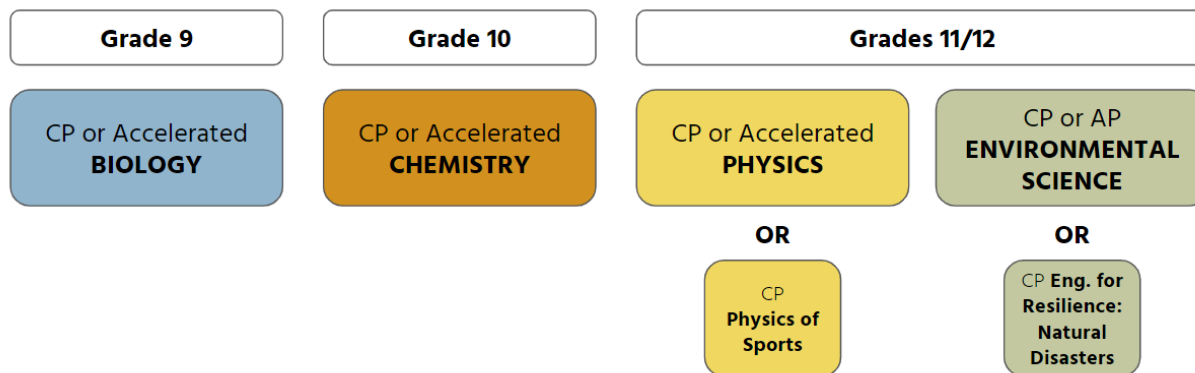 Grade 9
Grade 10
Grades 11/12
CP or Accelerated
BIOLOGY
CP or Accelerated
CHEMISTRY
CP or Accelerated
PHYSICS
CP or AP
ENVIRONMENTAL
SCIENCE
OR
OR
CP
Physics of
Sports
CP Eng. for
Resilience:
Natural
Disasters